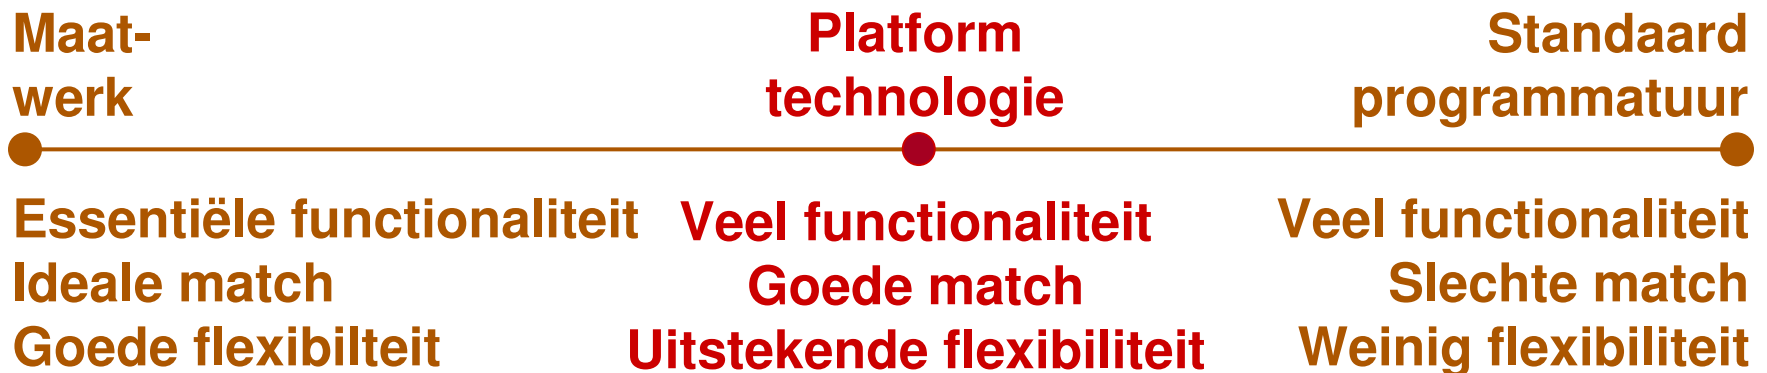 Maat-
werk
Platform
technologie
Standaard
programmatuur
Essentiële functionaliteit
Ideale match
Goede flexibilteit
Veel functionaliteit
Goede match
Uitstekende flexibiliteit
Veel functionaliteit
Slechte match
Weinig flexibiliteit